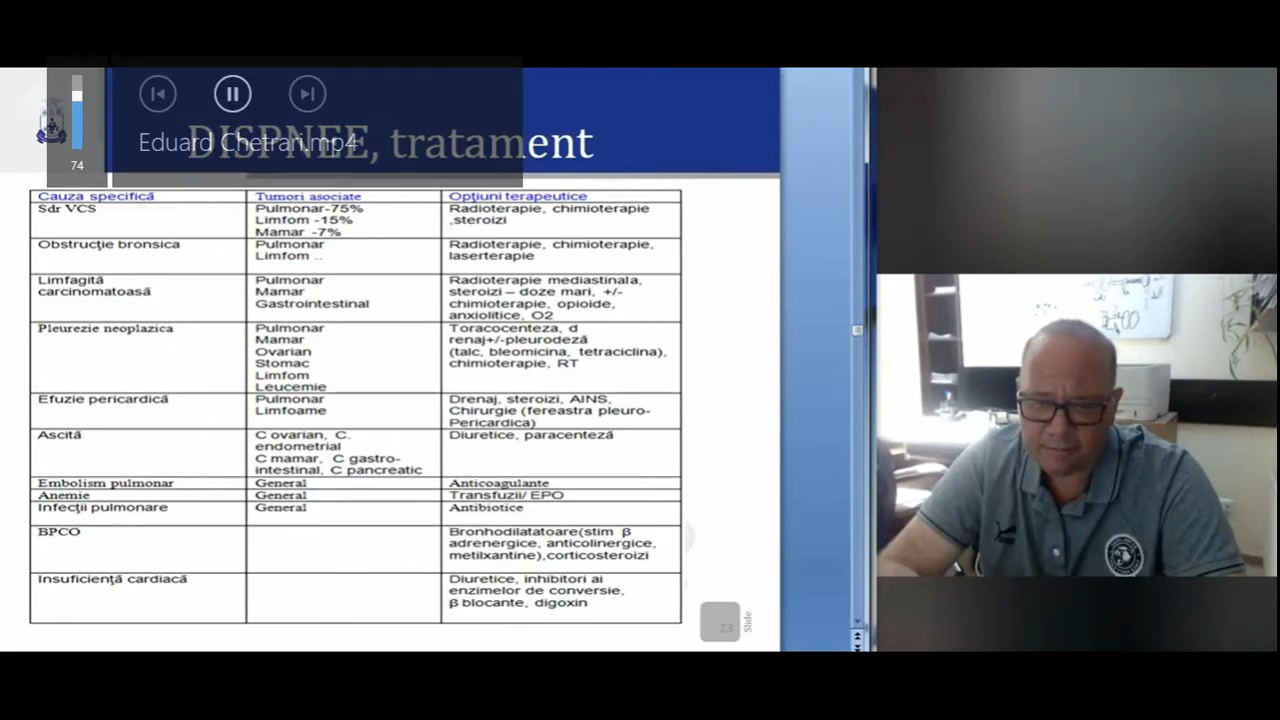 Eduard Chetrari.mp4
74
DISPNEE, tratament
Cauza specifică Tumori asociate Opţiuni terapeutice
Sdr VCS Pulmonar-75% Radioterapie, chimioterapie
Limfom -15% ,steroizi
Mamar -7%
Obstrucţie bronsica Pulmonar Radioterapie, chimioterapie,
Limfom .. laserterapie
Limfagită Pulmonar Radioterapie mediastinala,
carcinomatoasă Mamar steroizi – doze mari, +/-
Gastrointestinal chimioterapie, opioide,
anxiolitice, O2
Pleurezie neoplazica Pulmonar Toracocenteza, d
Mamar renaj+/-pleurodeză
Ovarian (talc, bleomicina, tetraciclina),
Stomac chimioterapie, RT
Limfom
Leucemie
Efuzie pericardică Pulmonar Drenaj, steroizi, AINS,
Limfoame Chirurgie (fereastra pleuro-
Pericardica)
Ascită C ovarian, C. Diuretice, paracenteză
endometrial
C mamar, C gastro-
intestinal, C pancreatic
Embolism pulmonar General Anticoagulante
Anemie General Transfuzii/ EPO
Infecţii pulmonare General Antibiotice
BPCO Bronhodilatatoare(stim β
adrenergice, anticolinergice,
metilxantine),corticosteroizi
Insuficienţă cardiacă Diuretice, inhibitori ai
enzimelor de conversie,
β blocante, digoxin
23
Slide